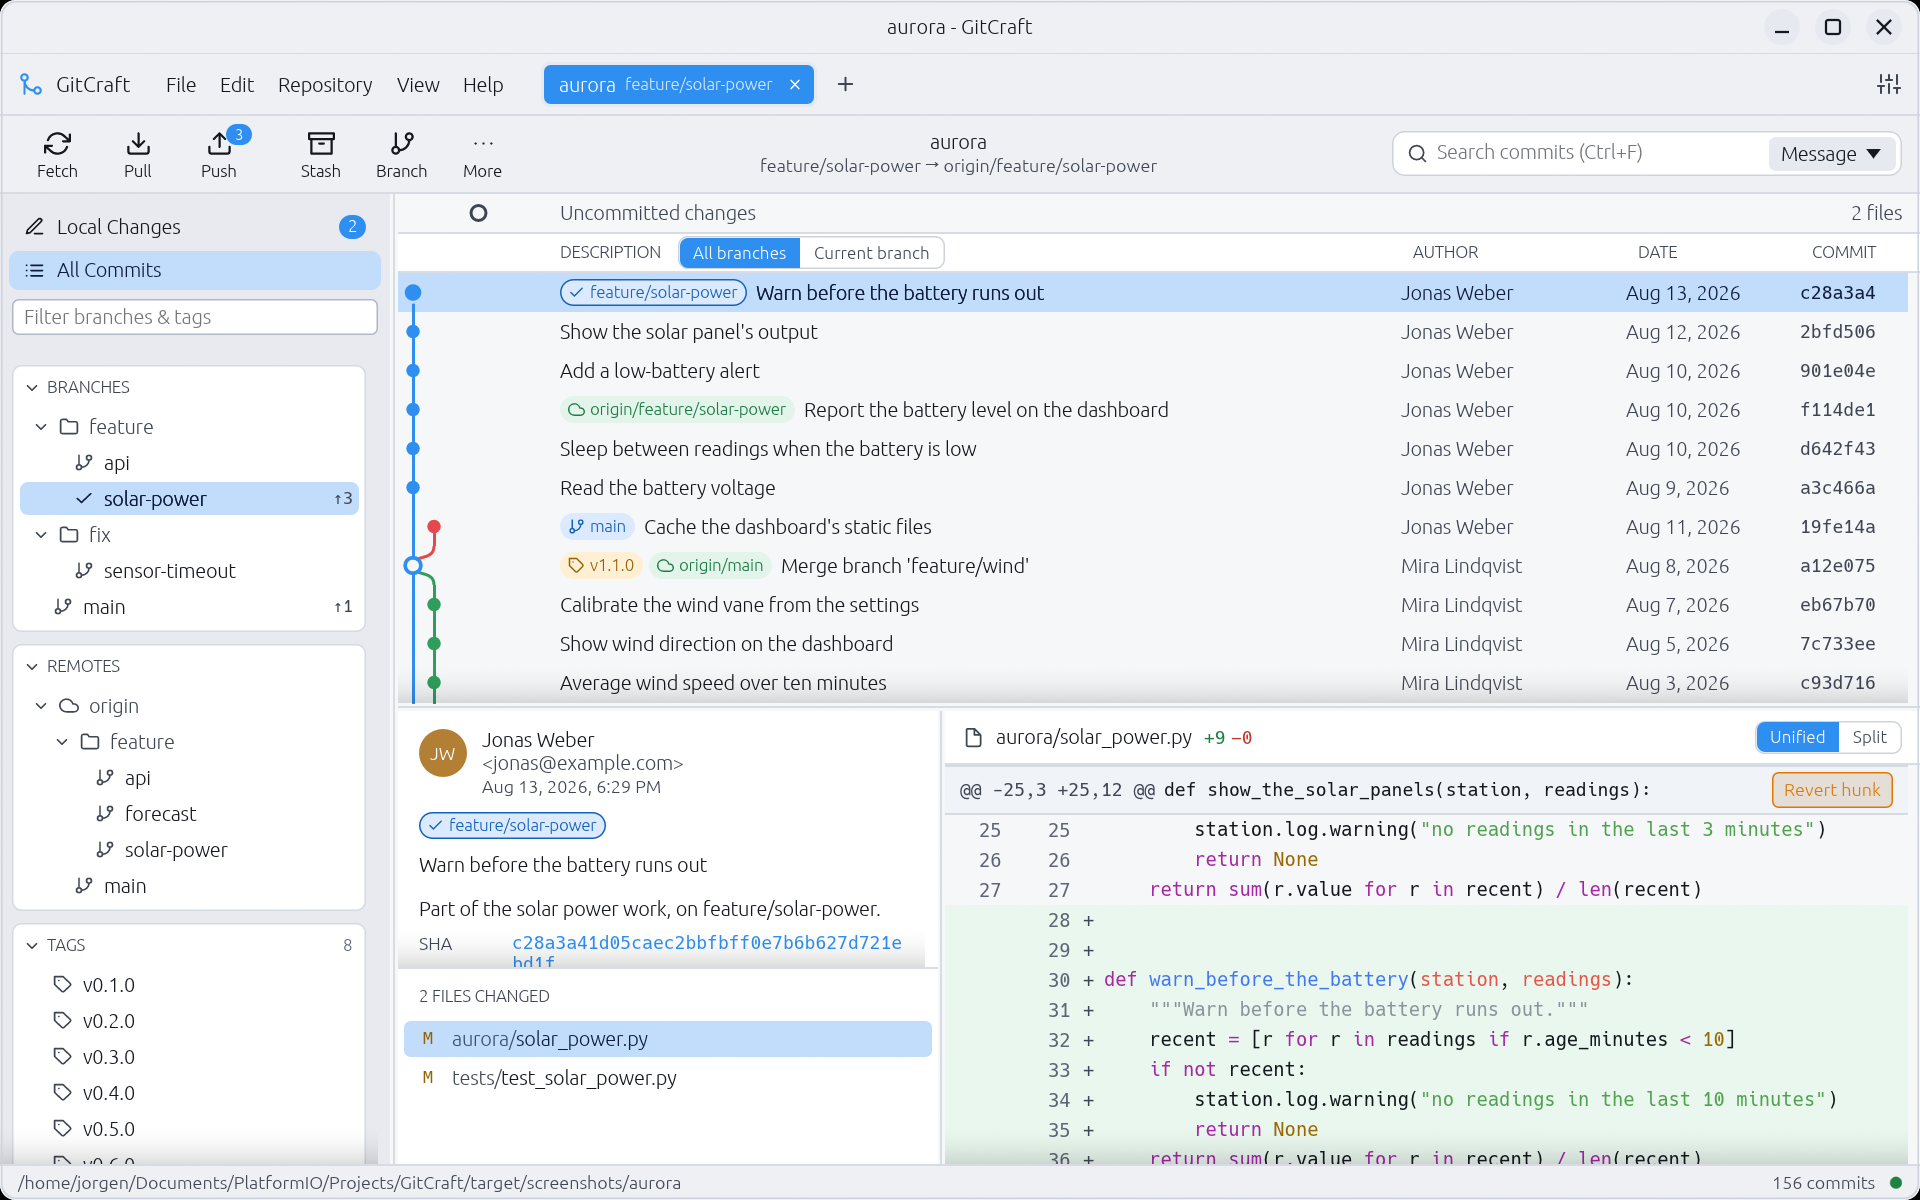 aurora - GitCraft
GitCraft File Edit Repository View Help aurora feature/solar-power × +
Fetch Pull Push 3 Stash Branch More
aurora
feature/solar-power → origin/feature/solar-power
Search commits (Ctrl+F) Message
Local Changes 2
All Commits
Filter branches & tags
BRANCHES
feature
api
solar-power ↑3
fix
sensor-timeout
main ↑1
REMOTES
origin
feature
api
forecast
solar-power
main
TAGS 8
v0.1.0
v0.2.0
v0.3.0
v0.4.0
v0.5.0
v0.6.0
Uncommitted changes 2 files
DESCRIPTION All branches Current branch AUTHOR DATE COMMIT
feature/solar-power Warn before the battery runs out Jonas Weber Aug 13, 2026 c28a3a4
Show the solar panel's output Jonas Weber Aug 12, 2026 2bfd506
Add a low-battery alert Jonas Weber Aug 10, 2026 901e04e
origin/feature/solar-power Report the battery level on the dashboard Jonas Weber Aug 10, 2026 f114de1
Sleep between readings when the battery is low Jonas Weber Aug 10, 2026 d642f43
Read the battery voltage Jonas Weber Aug 9, 2026 a3c466a
main Cache the dashboard's static files Jonas Weber Aug 11, 2026 19fe14a
v1.1.0 origin/main Merge branch 'feature/wind' Mira Lindqvist Aug 8, 2026 a12e075
Calibrate the wind vane from the settings Mira Lindqvist Aug 7, 2026 eb67b70
Show wind direction on the dashboard Mira Lindqvist Aug 5, 2026 7c733ee
Average wind speed over ten minutes Mira Lindqvist Aug 3, 2026 c93d716
JW Jonas Weber
<jonas@example.com>
Aug 13, 2026, 6:29 PM
feature/solar-power
Warn before the battery runs out
Part of the solar power work, on feature/solar-power.
SHA c28a3a41d05caec2bbfbff0e7b6b627d721e
bd1f
2 FILES CHANGED
M aurora/solar_power.py
M tests/test_solar_power.py
aurora/solar_power.py +9 −0 Unified Split
@@ -25,3 +25,12 @@ def show_the_solar_panels(station, readings): Revert hunk
25 25 station.log.warning("no readings in the last 3 minutes")
26 26 return None
27 27 return sum(r.value for r in recent) / len(recent)
28 +
29 +
30 + def warn_before_the_battery(station, readings):
31 + """Warn before the battery runs out."""
32 + recent = [r for r in readings if r.age_minutes < 10]
33 + if not recent:
34 + station.log.warning("no readings in the last 10 minutes")
35 + return None
36 + return sum(r.value for r in recent) / len(recent)
/home/jorgen/Documents/PlatformIO/Projects/GitCraft/target/screenshots/aurora 156 commits